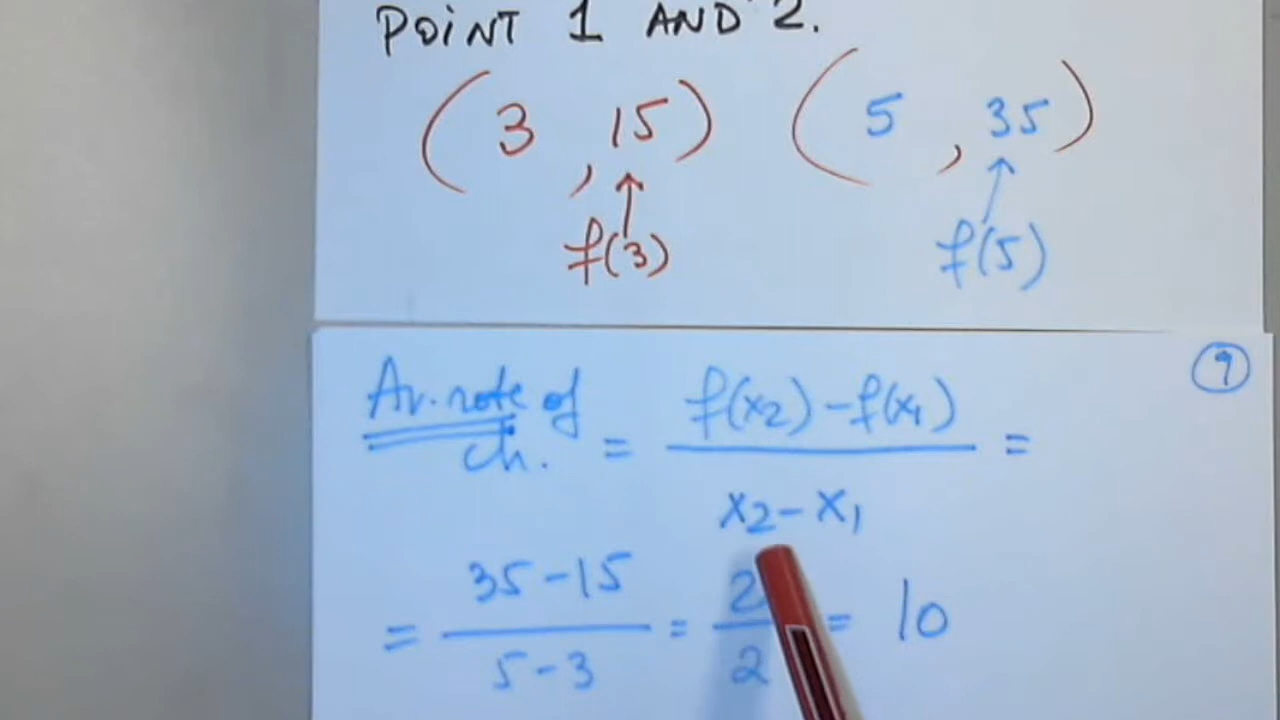 POINT 1 AND 2.
(3, 15) (5, 35)
f(3) f(5)
9
Av. rate of ch. = f(x₂) - f(x₁) / x₂ - x₁ =
= 35 - 15 / 5 - 3 = 2 / 2 = 10